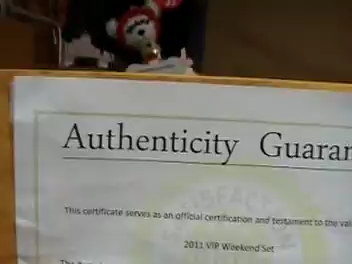 Authenticity Guaran
This certificate serves as an official certification and testament to the val
2011 VIP Weekend Set